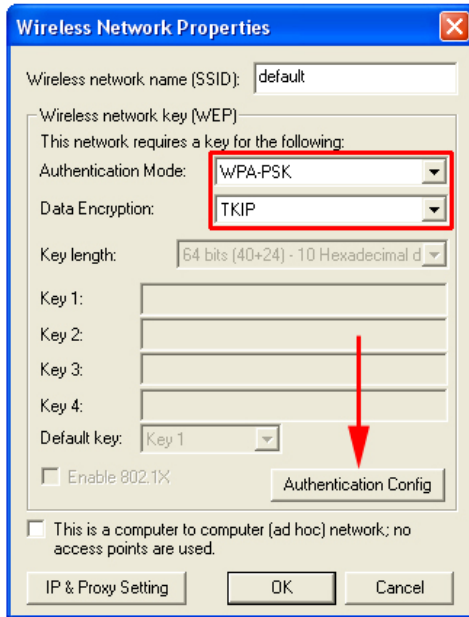 Wireless Network Properties
Wireless network name (SSID): default
Wireless network key (WEP)
This network requires a key for the following:
Authentication Mode: WPA-PSK
Data Encryption: TKIP
Key length: 64 bits (40+24) - 10 Hexadecimal d
Key 1:
Key 2:
Key 3:
Key 4:
Default key: Key 1
Enable 802.1X
Authentication Config
This is a computer to computer (ad hoc) network; no
access points are used.
IP & Proxy Setting OK Cancel